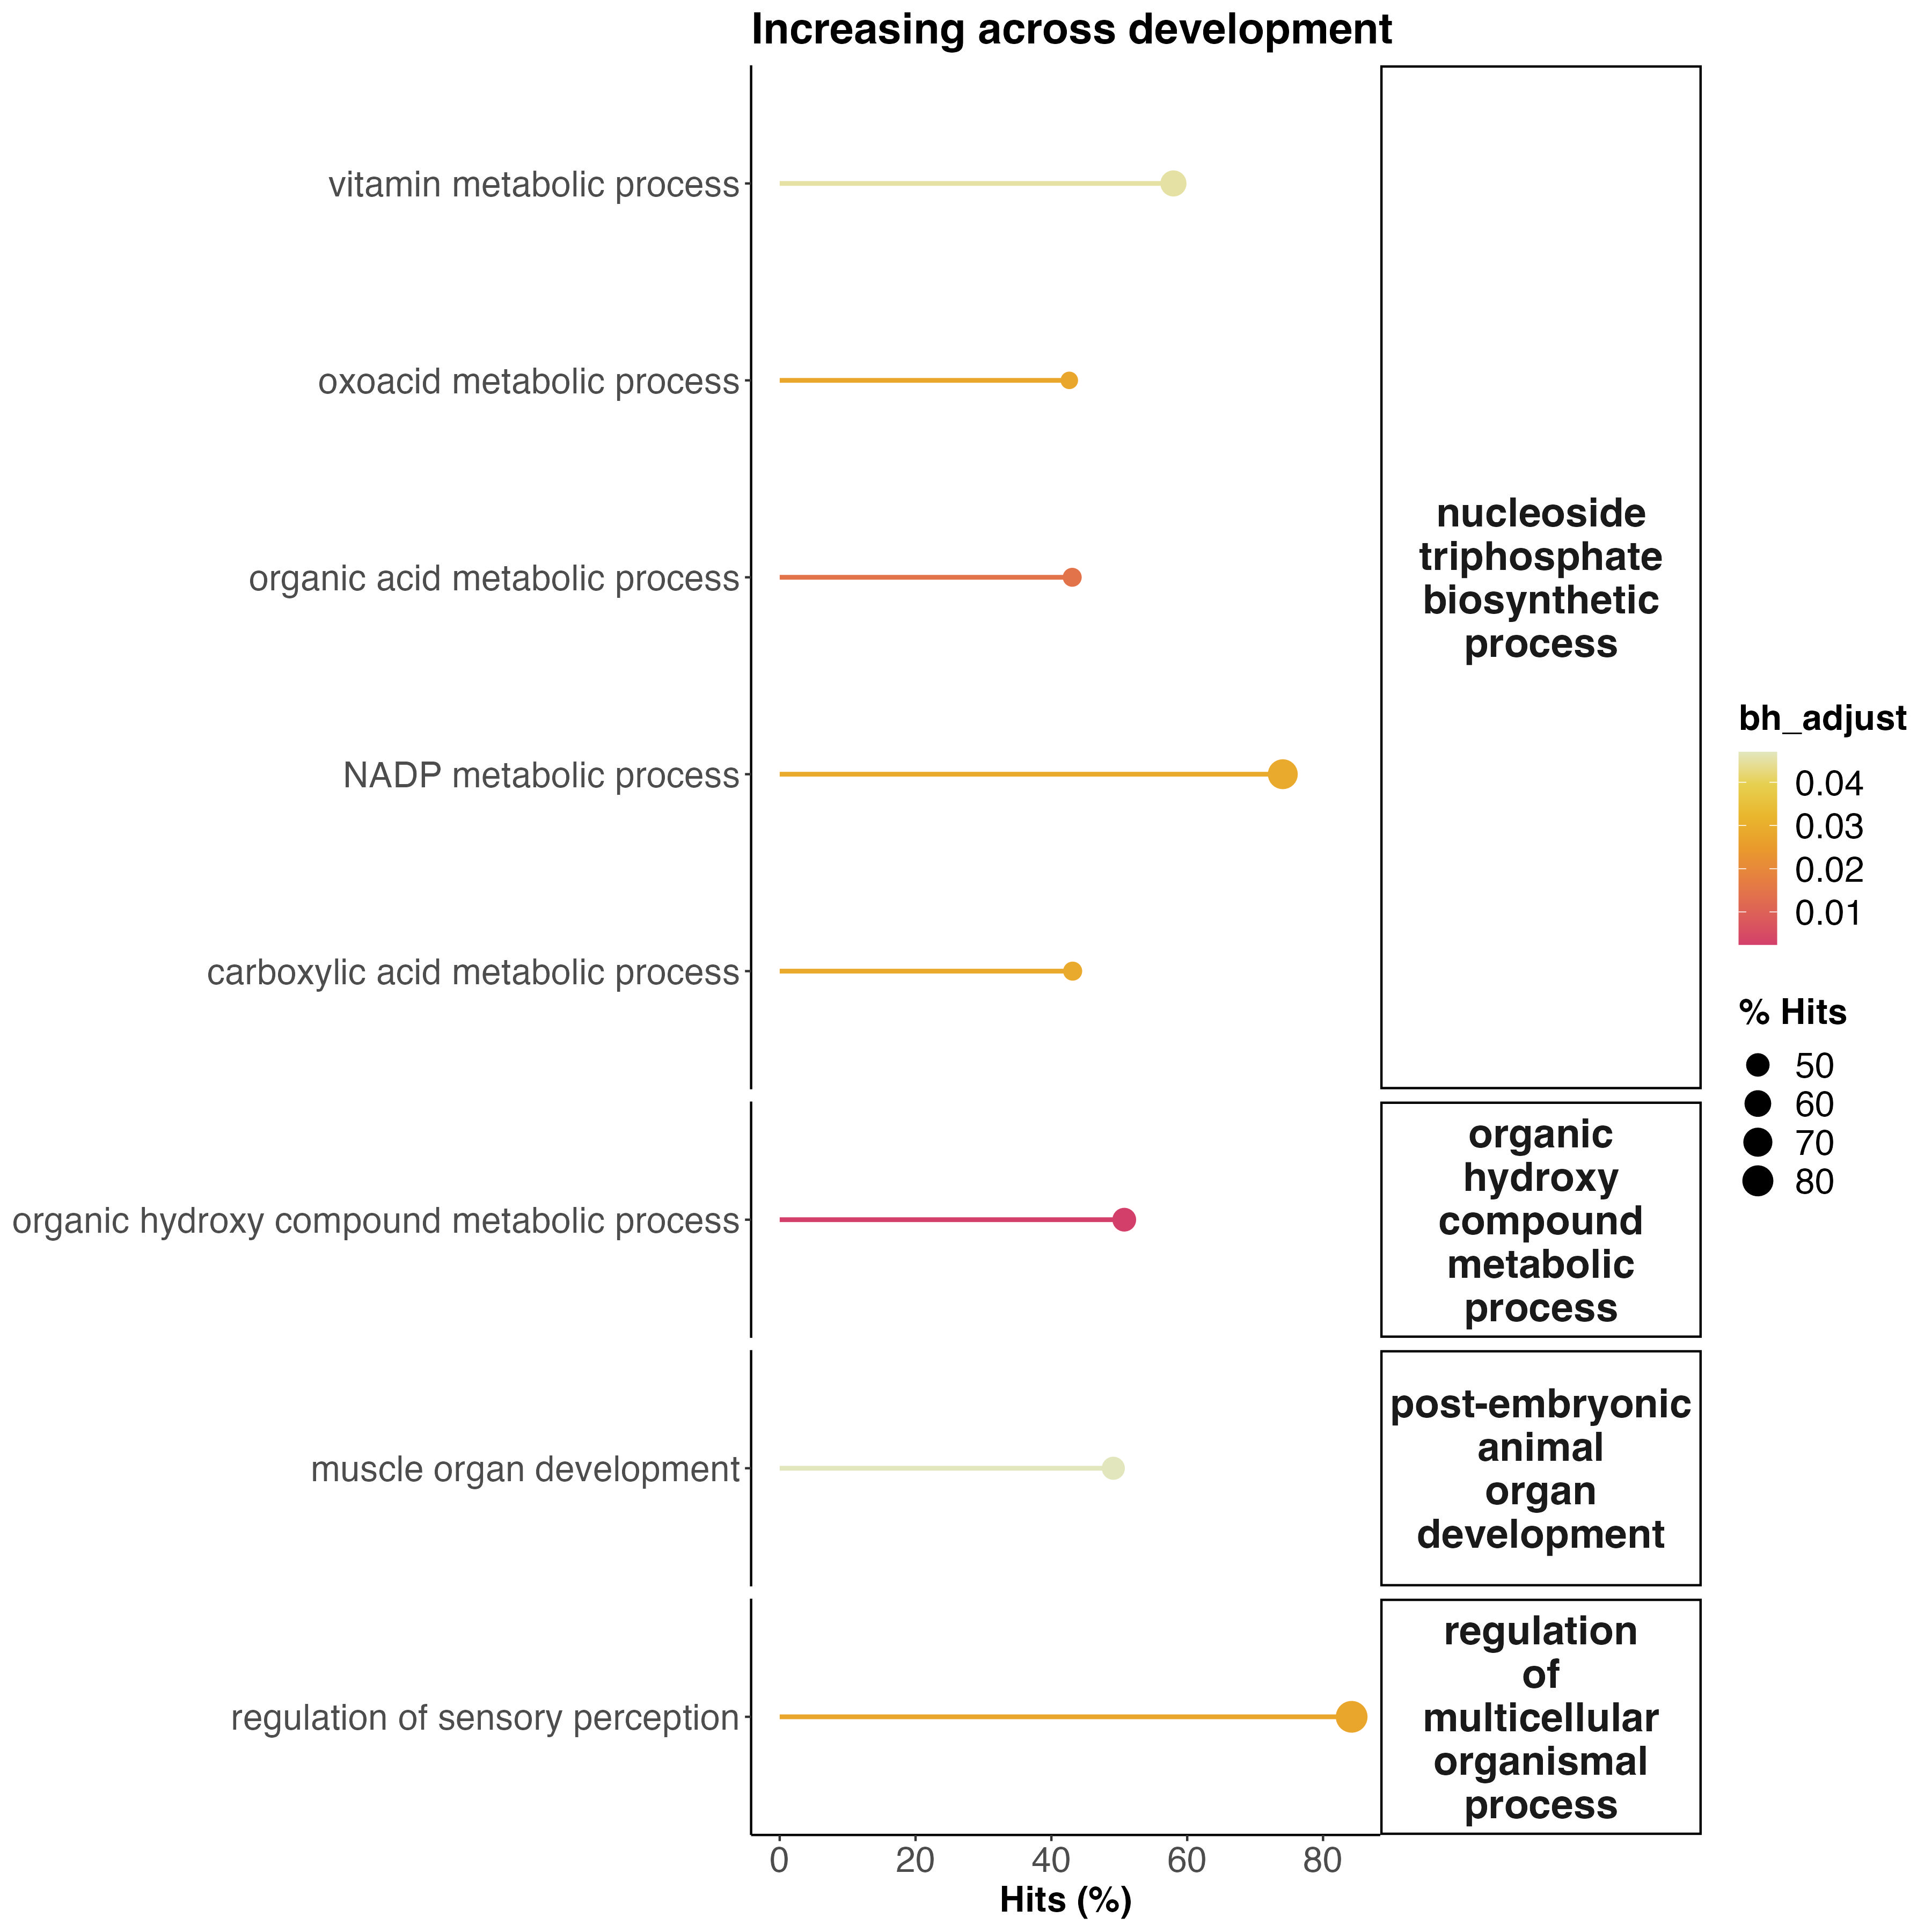 Increasing across development
vitamin metabolic process
oxoacid metabolic process
organic acid metabolic process
NADP metabolic process
carboxylic acid metabolic process
nucleoside
triphosphate
biosynthetic
process
organic hydroxy compound metabolic process
organic
hydroxy
compound
metabolic
process
muscle organ development
post-embryonic
animal
organ
development
regulation of sensory perception
regulation
of
multicellular
organismal
process
0 20 40 60 80
Hits (%)
bh_adjust
0.04
0.03
0.02
0.01
% Hits
50
60
70
80